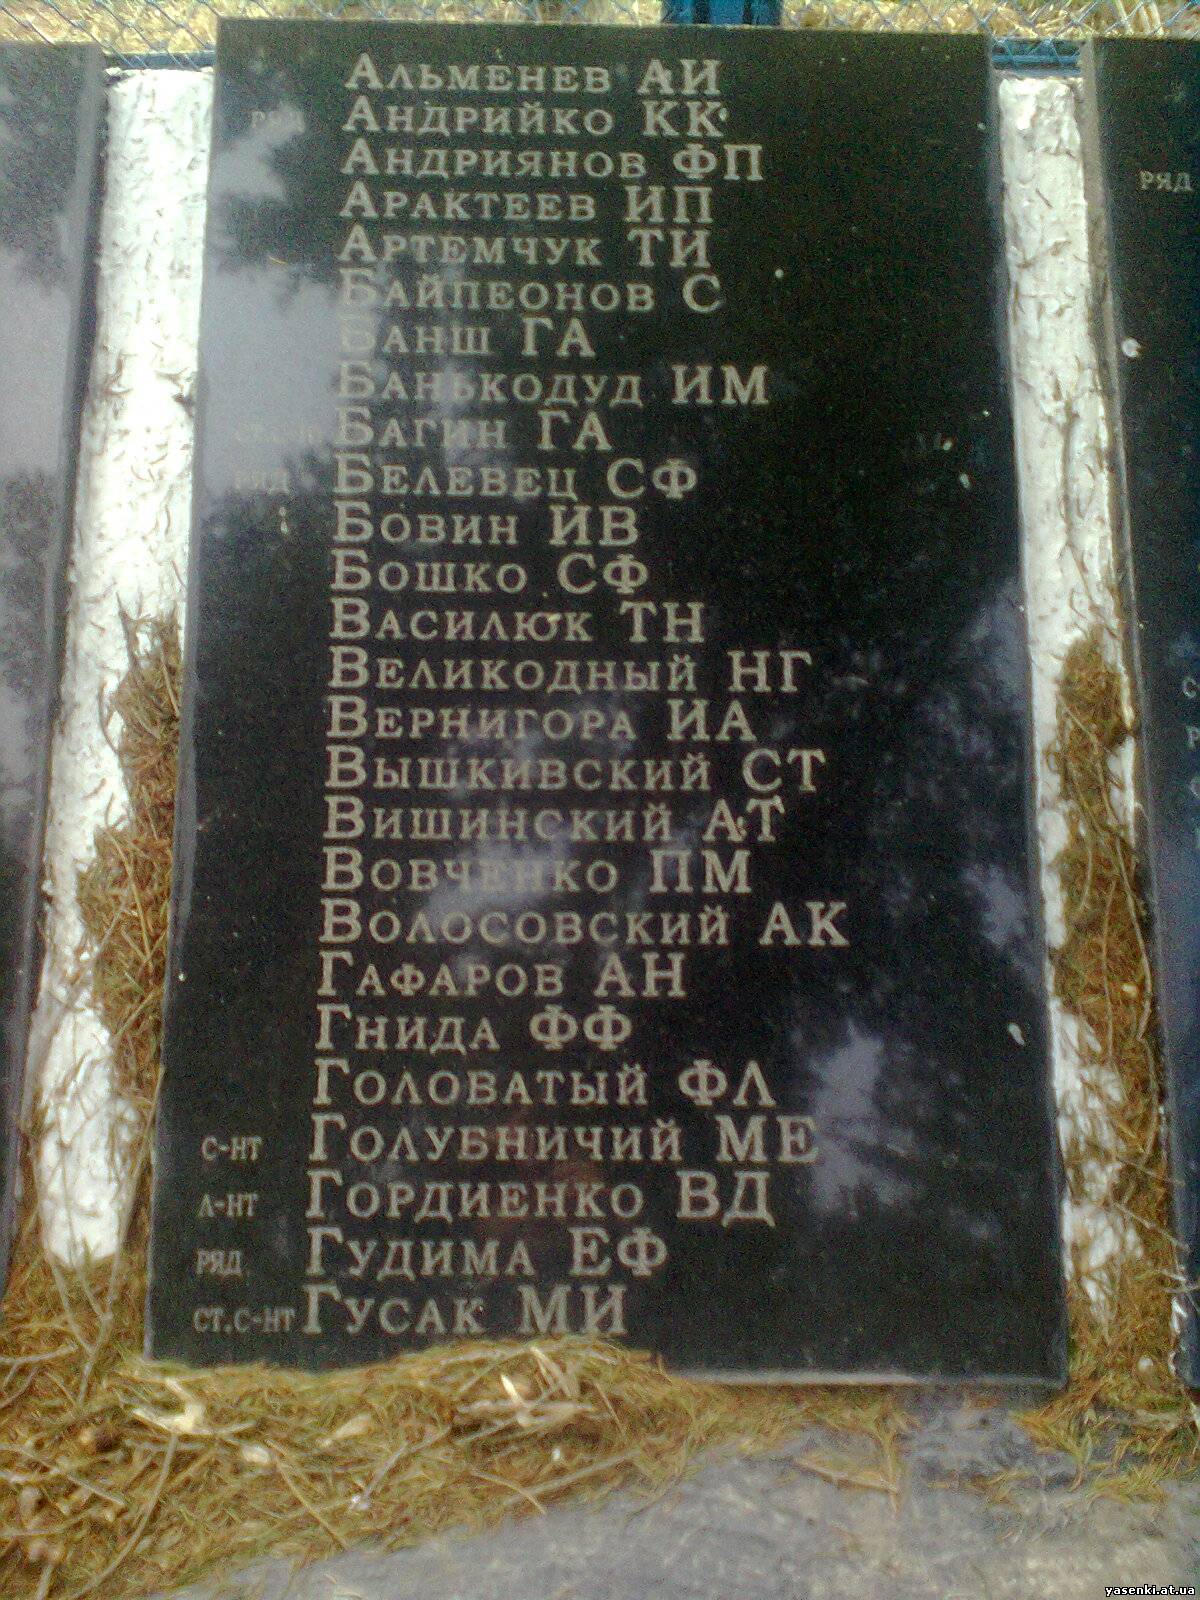 Альменев АИ
ряд Андрийко КК
Андриянов ФП
Арактеев ИП
Артемчук ТИ
Байпеонов С
Банш ГА
Банькодуд ИМ
Багин ГА
ряд Белевец СФ
Бовин ИВ
Бошко СФ
Василюк ТН
Великодный НГ
Вернигора ИА
Вышкивский СТ
Вишинский АТ
Вовченко ПМ
Волосовский АК
Гафаров АН
Гнида ФФ
Головатый ФЛ
с-нт Голубничий МЕ
л-нт Гордиенко ВД
ряд Гудима ЕФ
ст.с-нт Гусак МИ
ряд
yasenki.at.ua